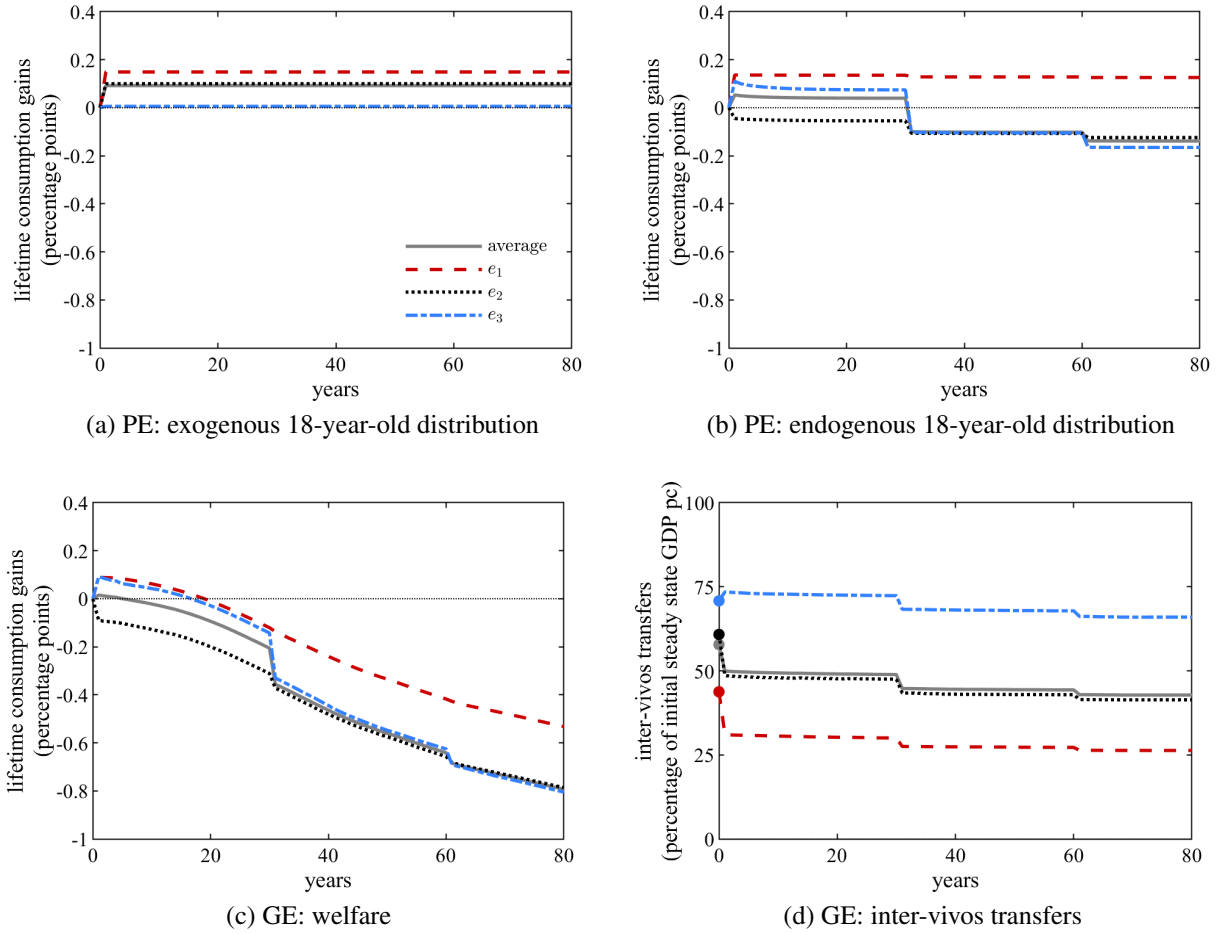 0.4
0.2
0
-0.2
-0.4
-0.6
-0.8
-1
0 20 40 60 80
years
lifetime consumption gains
(percentage points)
average
e₁
e₂
e₃
(a) PE: exogenous 18-year-old distribution
0.4
0.2
0
-0.2
-0.4
-0.6
-0.8
-1
0 20 40 60 80
years
lifetime consumption gains
(percentage points)
(b) PE: endogenous 18-year-old distribution
0.4
0.2
0
-0.2
-0.4
-0.6
-0.8
-1
0 20 40 60 80
years
lifetime consumption gains
(percentage points)
(c) GE: welfare
100
75
50
25
0
0 20 40 60 80
years
inter-vivos transfers
(percentage of initial steady state GDP pc)
(d) GE: inter-vivos transfers